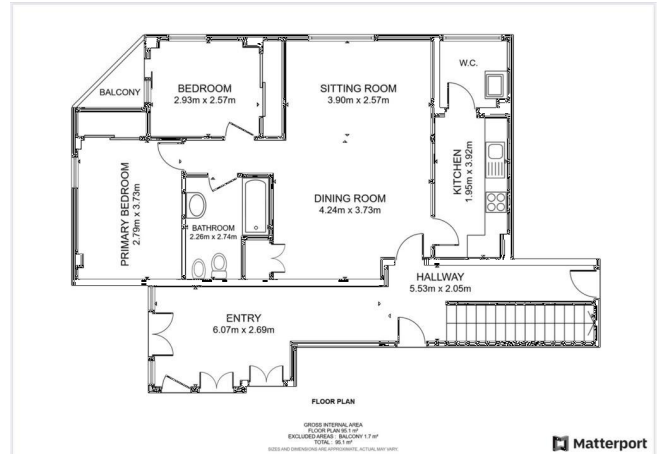 BALCONY
BEDROOM
2.93m x 2.57m
SITTING ROOM
3.90m x 2.57m
W.C.
PRIMARY BEDROOM
2.79m x 3.73m
BATHROOM
2.26m x 2.74m
DINING ROOM
4.24m x 3.73m
KITCHEN
1.95m x 3.92m
HALLWAY
5.53m x 2.05m
ENTRY
6.07m x 2.69m
FLOOR PLAN
GROSS INTERNAL AREA
FLOOR PLAN 95.1 m²
EXCLUDED AREAS : BALCONY 1.7 m²
TOTAL : 95.1 m²
SIZES AND DIMENSIONS ARE APPROXIMATE, ACTUAL MAY VARY.
Matterport